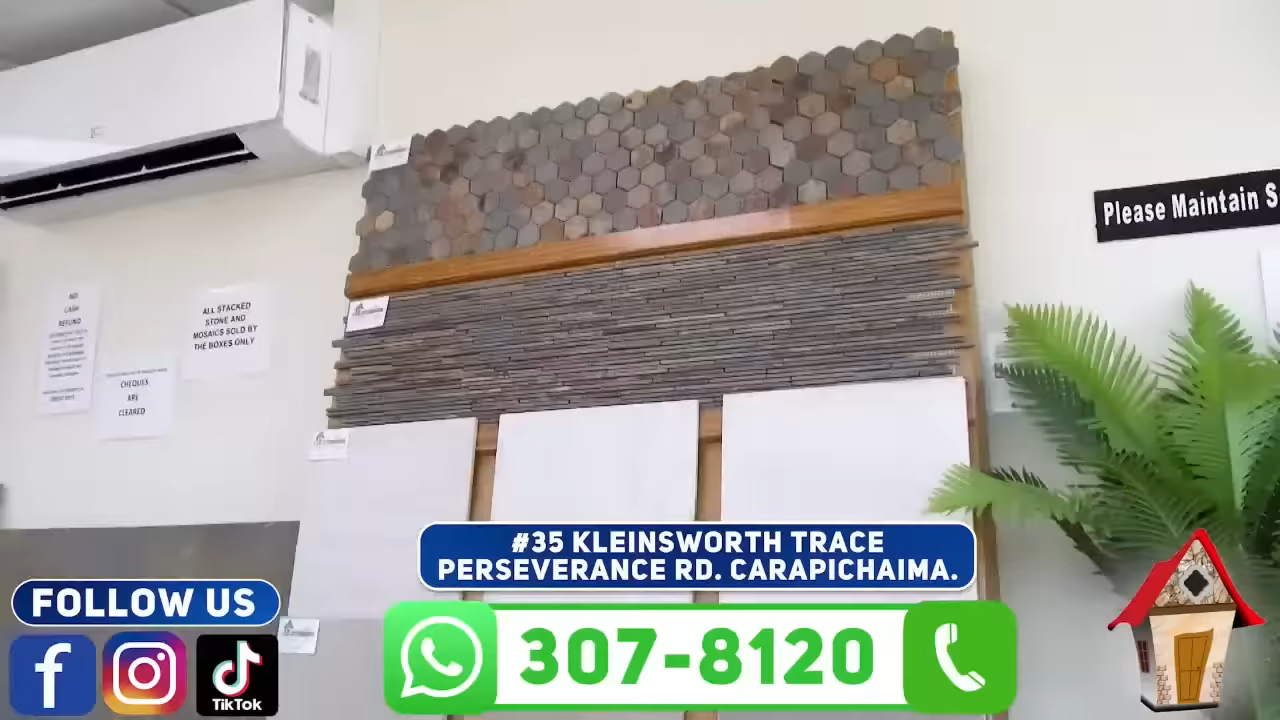 Please Maintain S
NO
CASH
REFUND
ALL STACKED
STONE AND
MOSAICS SOLD BY
THE BOXES ONLY
CHEQUES
ARE
CLEARED
#35 KLEINSWORTH TRACE
PERSEVERANCE RD. CARAPICHAIMA.
FOLLOW US
307-8120
TikTok